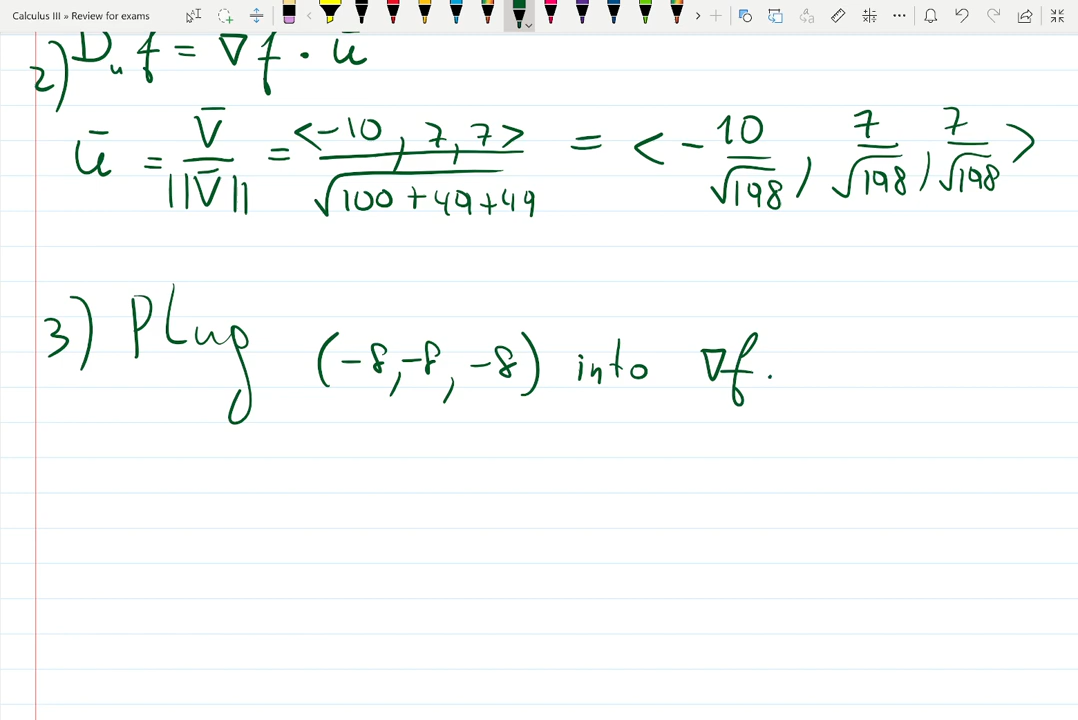 Calculus III » Review for exams
2) D_u f = ∇f · ū
ū = V̄ / ||V̄|| = <-10, 7, 7> / √(100 + 49 + 49) = < -10/√198, 7/√198, 7/√198 >
3) Plug (-8, -8, -8) into ∇f.